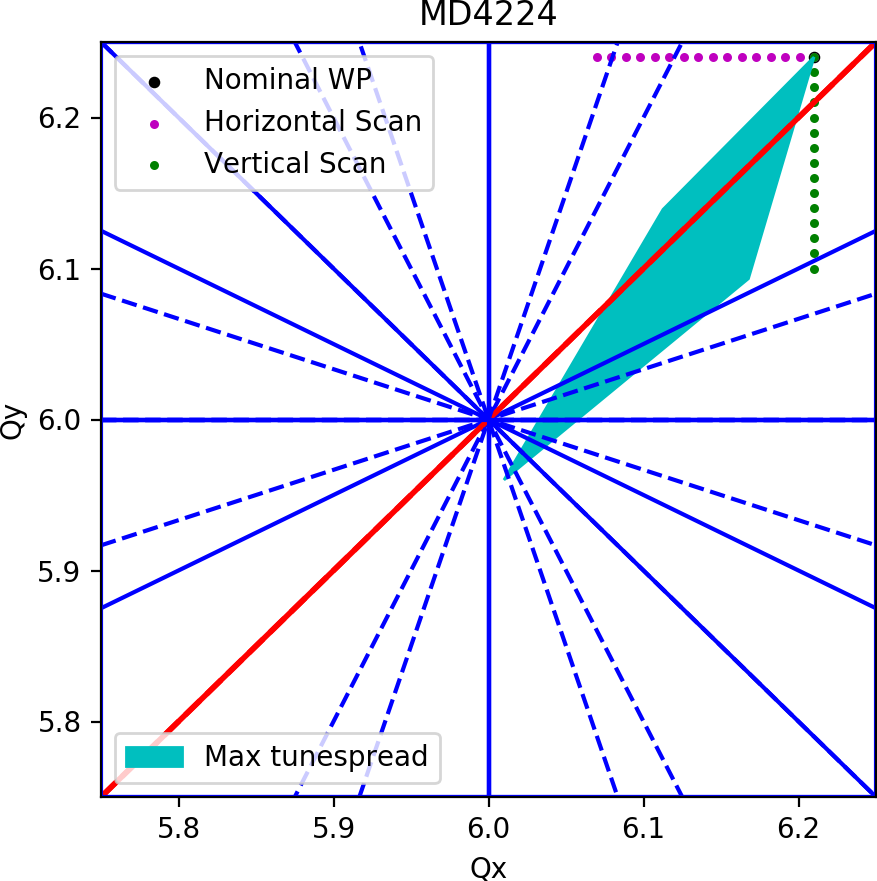 MD4224
Nominal WP
Horizontal Scan
Vertical Scan
6.2
6.1
6.0
5.9
5.8
Qy
Max tunespread
5.8 5.9 6.0 6.1 6.2
Qx